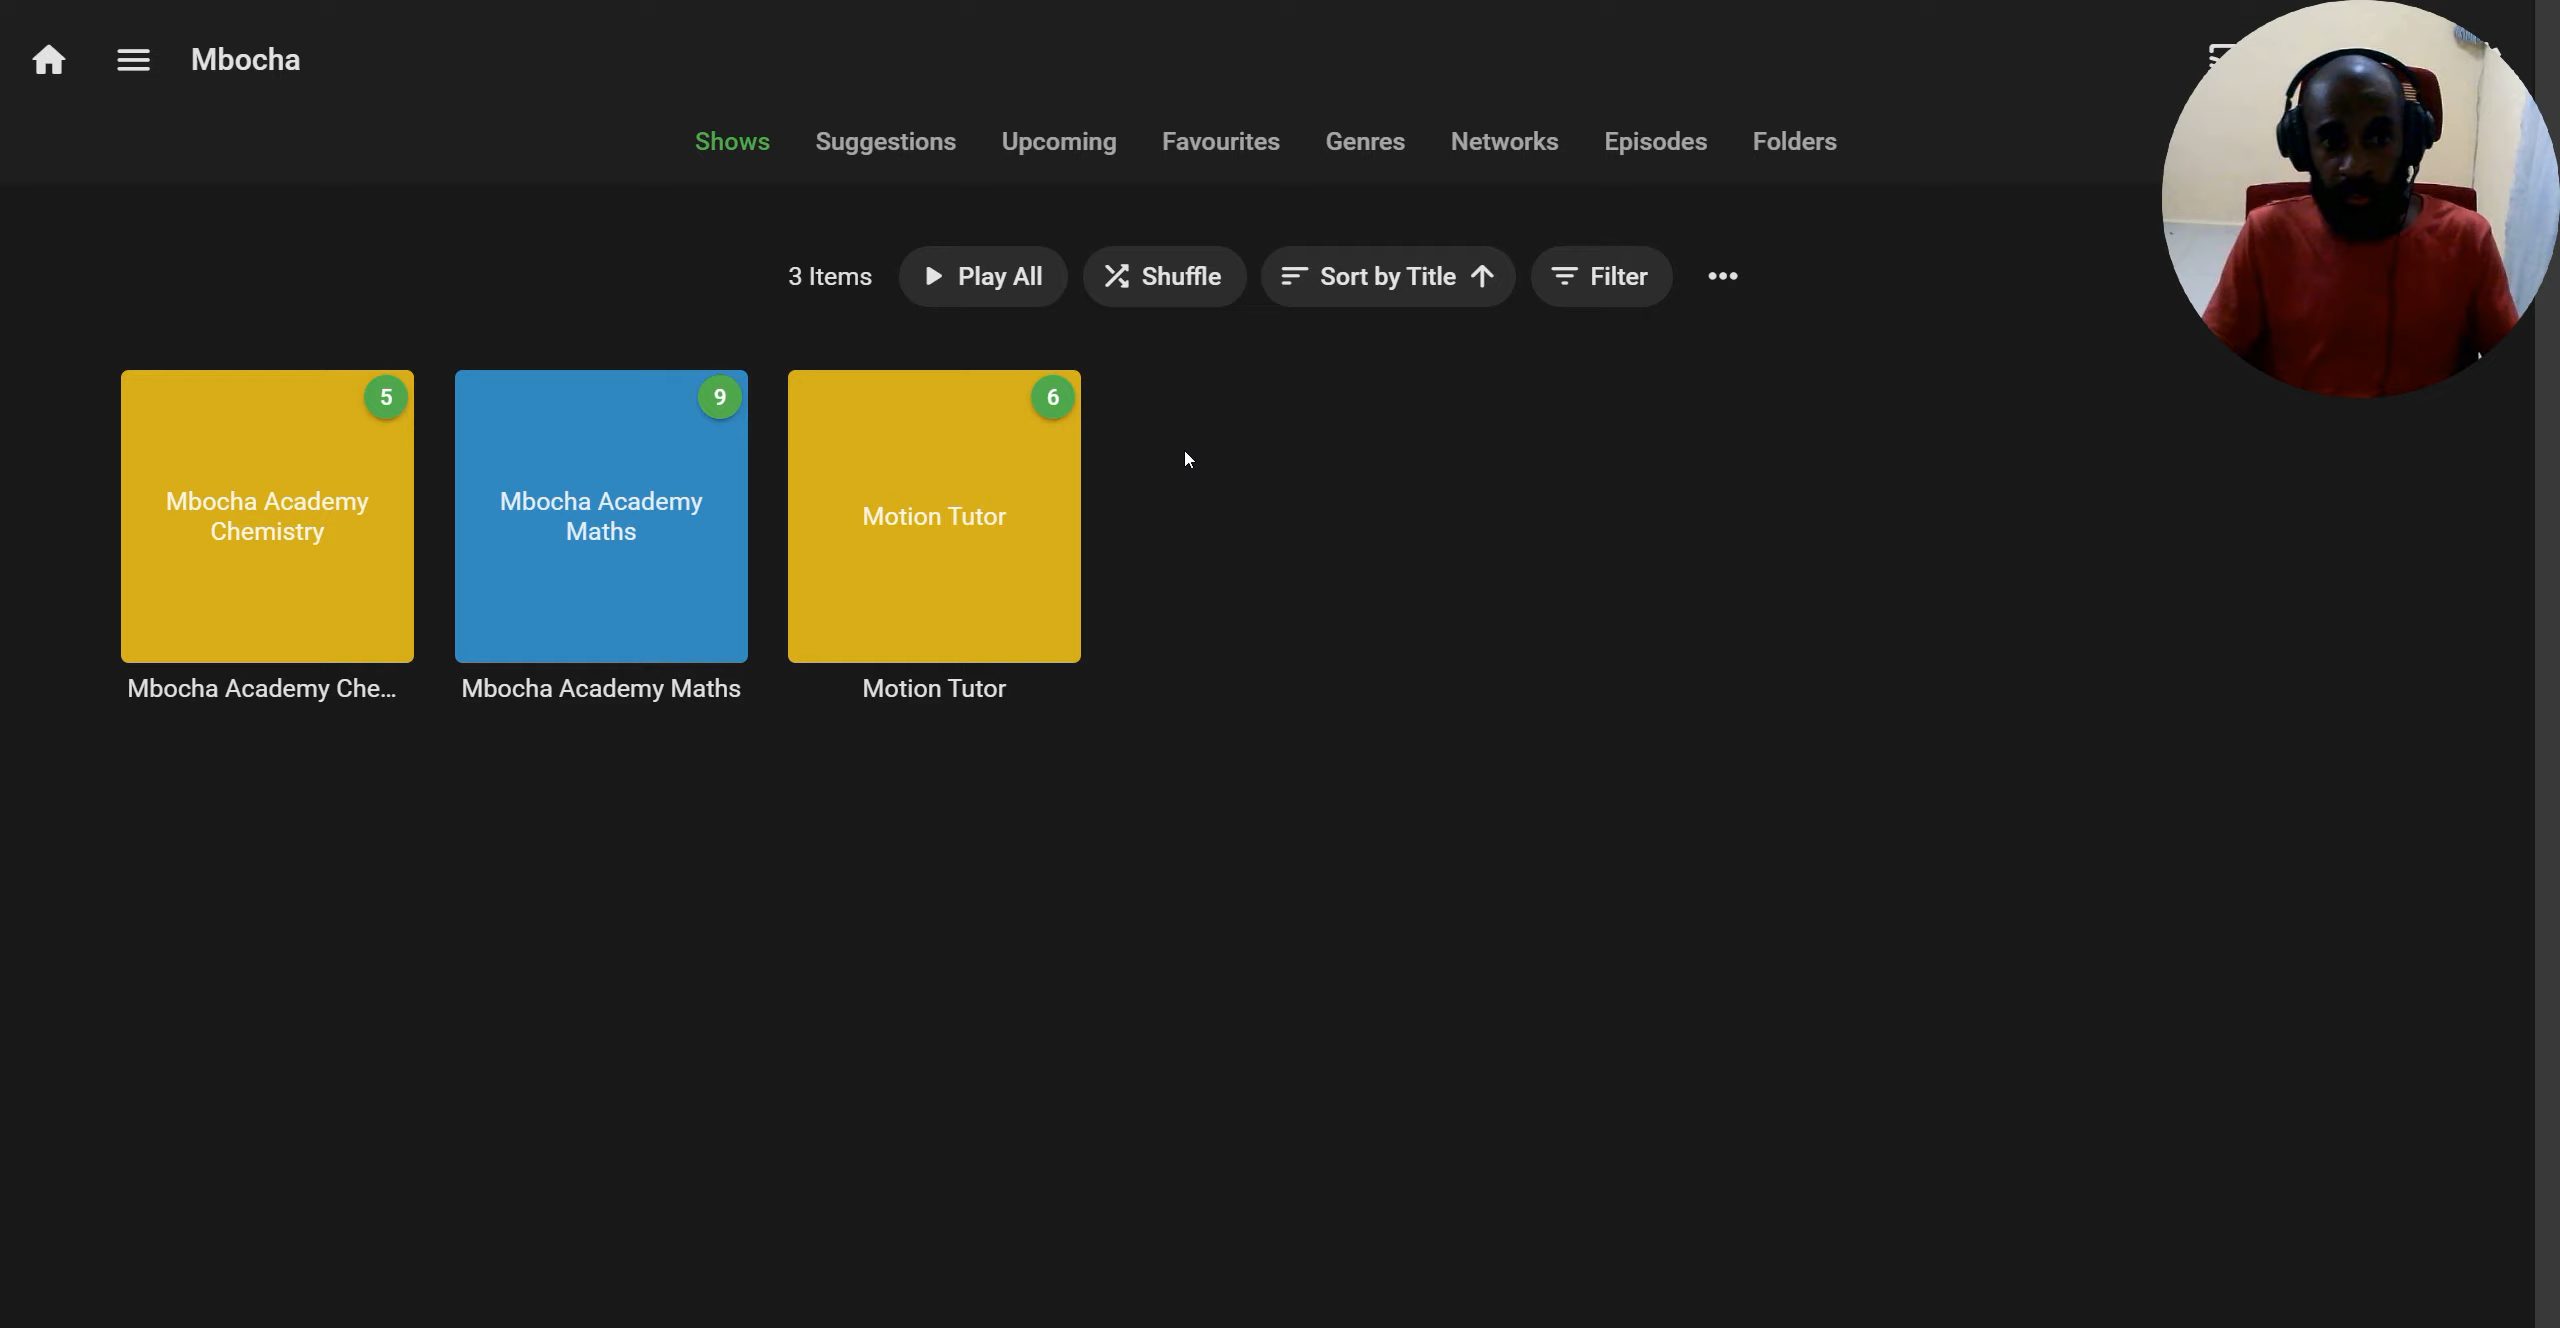 Mbocha
Shows Suggestions Upcoming Favourites Genres Networks Episodes Folders
3 Items Play All Shuffle Sort by Title Filter
5
9
6
Mbocha Academy
Chemistry
Mbocha Academy
Maths
Motion Tutor
Mbocha Academy Che...
Mbocha Academy Maths
Motion Tutor